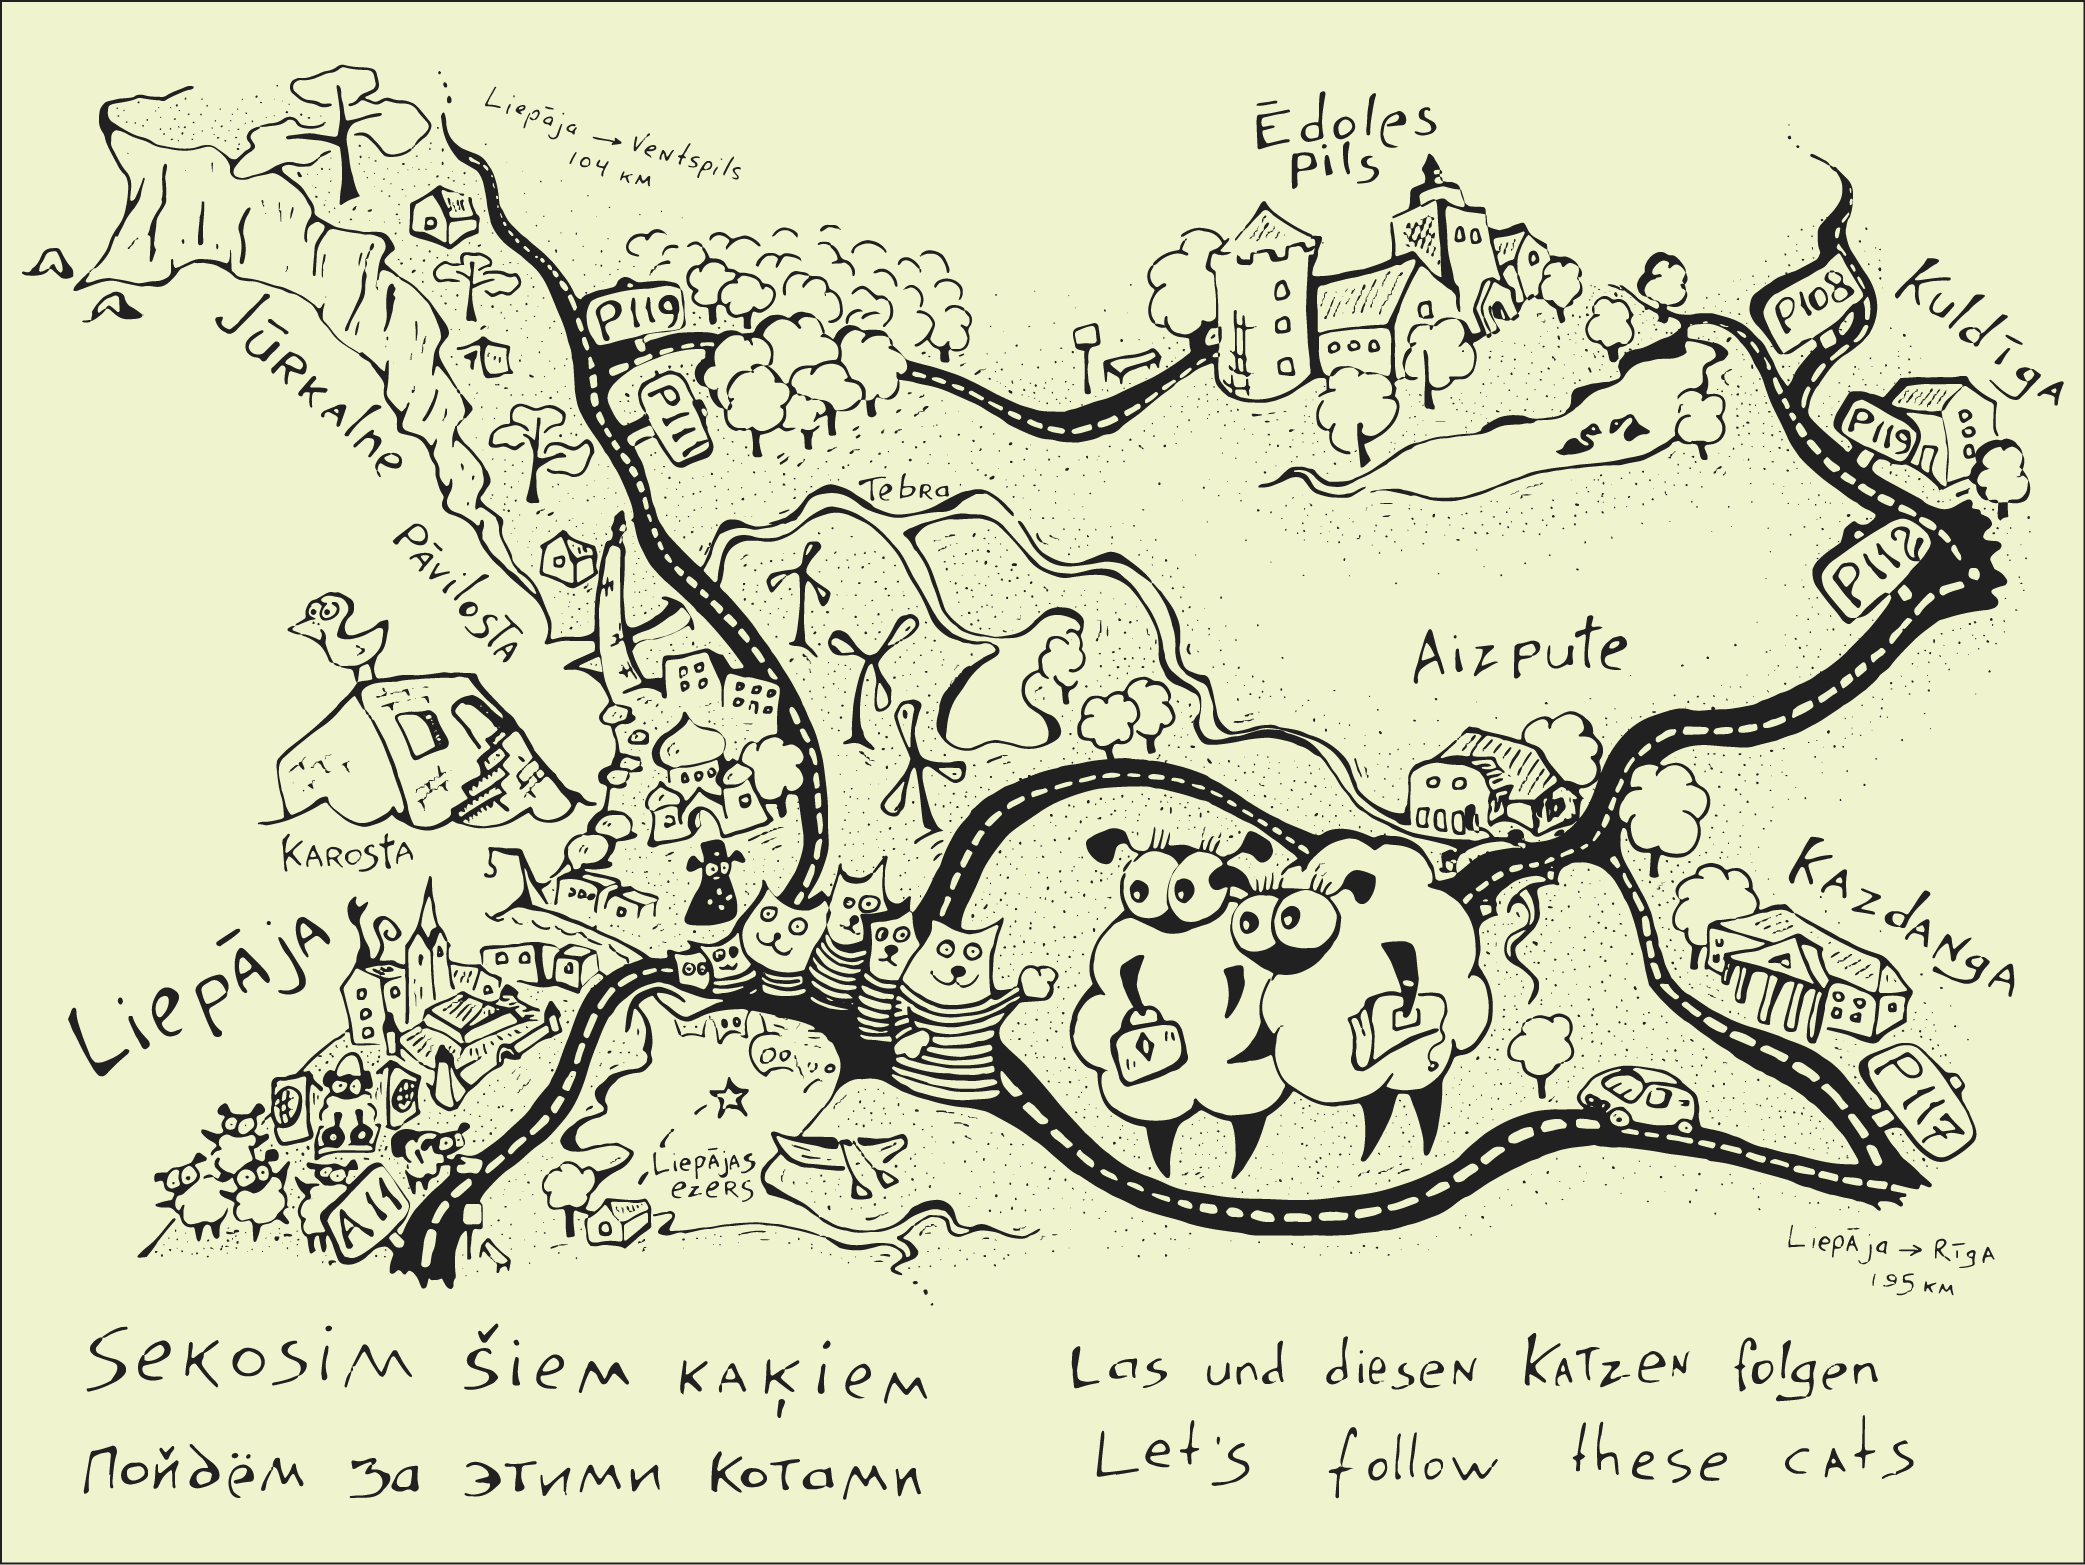 Liepāja → Ventspils
104 км
Ēdoles
pils
P108
Kuldīga
P119
P119
P111
Jūrkalne
Tebra
Pāvilosta
P112
Aizpute
Karosta
Kazdanga
Liepāja
P117
Liepājas
ezers
A11
Liepāja → Rīga
195 км
Sekosim šiem kaķiem
Las und diesen Katzen folgen
Пойдём за этими котами
Let's follow these cats